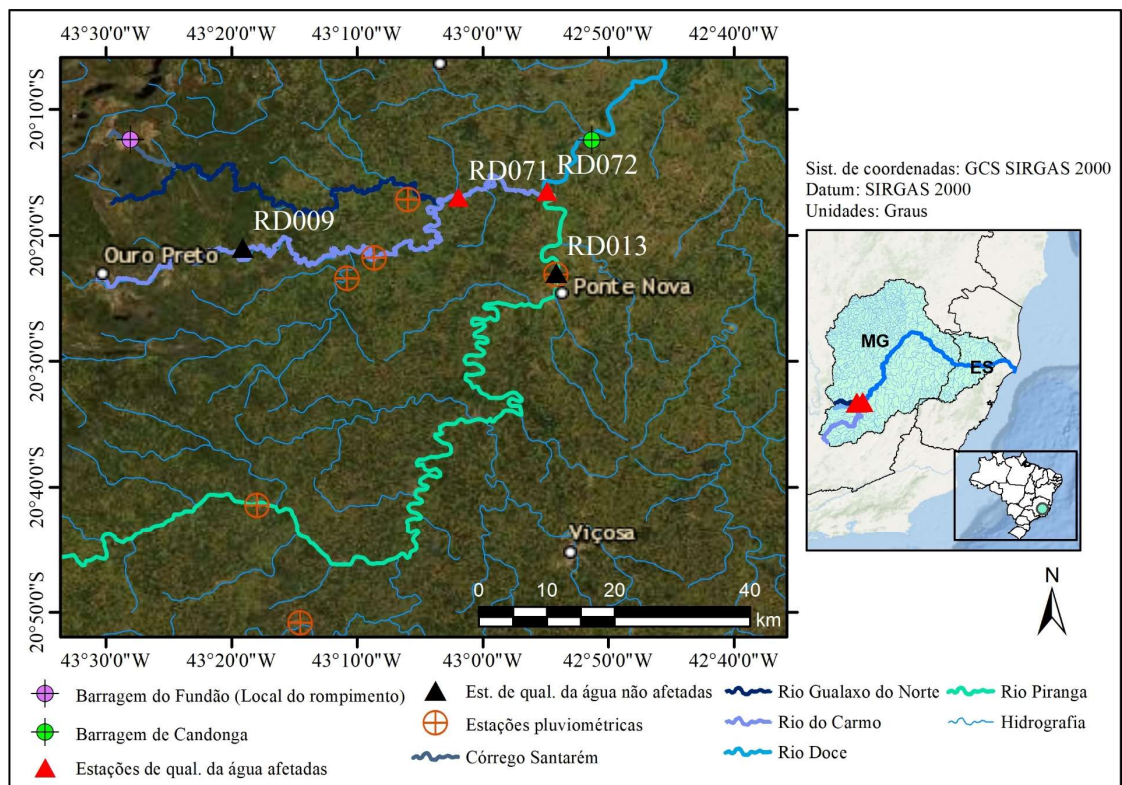 43°30'0"W 43°20'0"W 43°10'0"W 43°0'0"W 42°50'0"W 42°40'0"W
20°10'0"S
20°20'0"S
20°30'0"S
20°40'0"S
20°50'0"S
RD071
RD072
RD009
RD013
Ouro Preto
Ponte Nova
Viçosa
0 10 20 40
km
43°30'0"W 43°20'0"W 43°10'0"W 43°0'0"W 42°50'0"W 42°40'0"W
Sist. de coordenadas: GCS SIRGAS 2000
Datum: SIRGAS 2000
Unidades: Graus
MG
ES
N
Barragem do Fundão (Local do rompimento)
Barragem de Candonga
Estações de qual. da água afetadas
Est. de qual. da água não afetadas
Estações pluviométricas
Córrego Santarém
Rio Gualaxo do Norte
Rio do Carmo
Rio Doce
Rio Piranga
Hidrografia